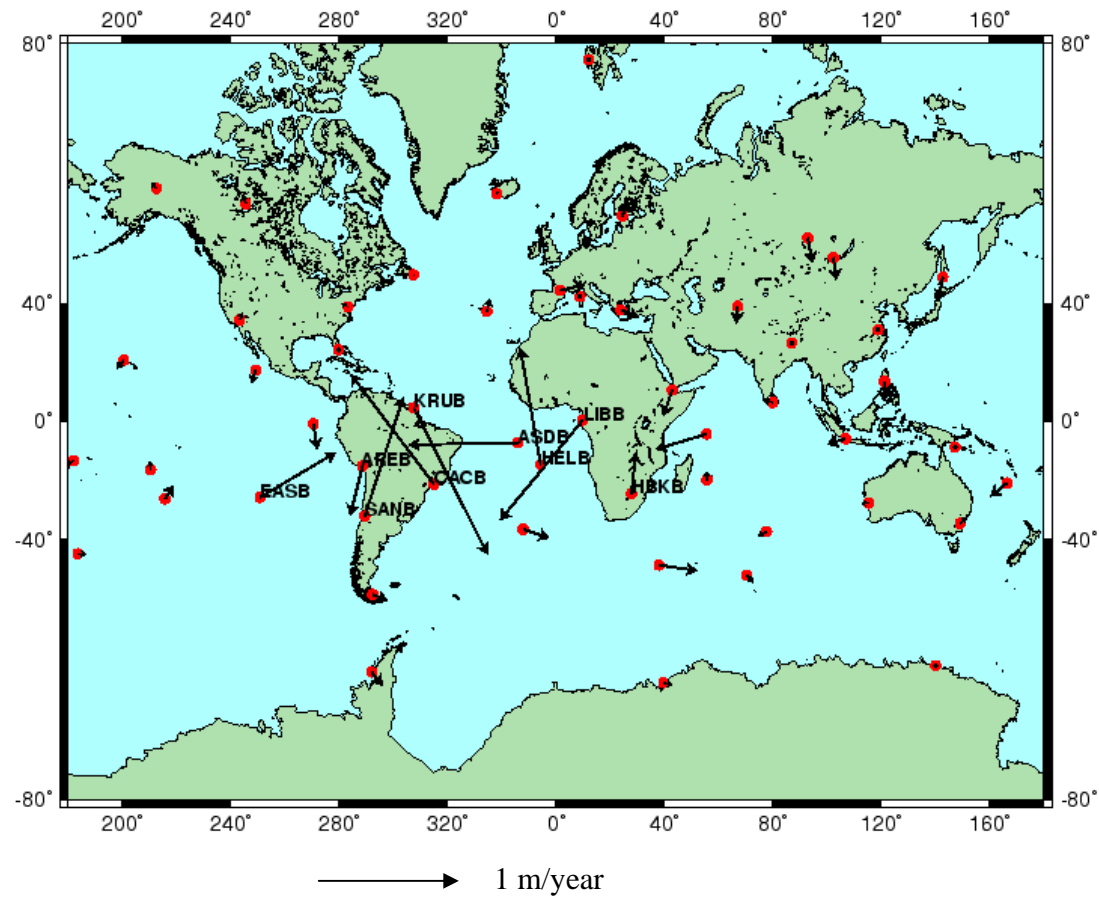 200° 240° 280° 320° 0° 40° 80° 120° 160°
80° 80°
40° 40°
KRUB
LIBB
0° 0°
ASDB
AREB HELB
CACB
EASB HBKB
SANB
-40° -40°
-80° -80°
200° 240° 280° 320° 0° 40° 80° 120° 160°
1 m/year